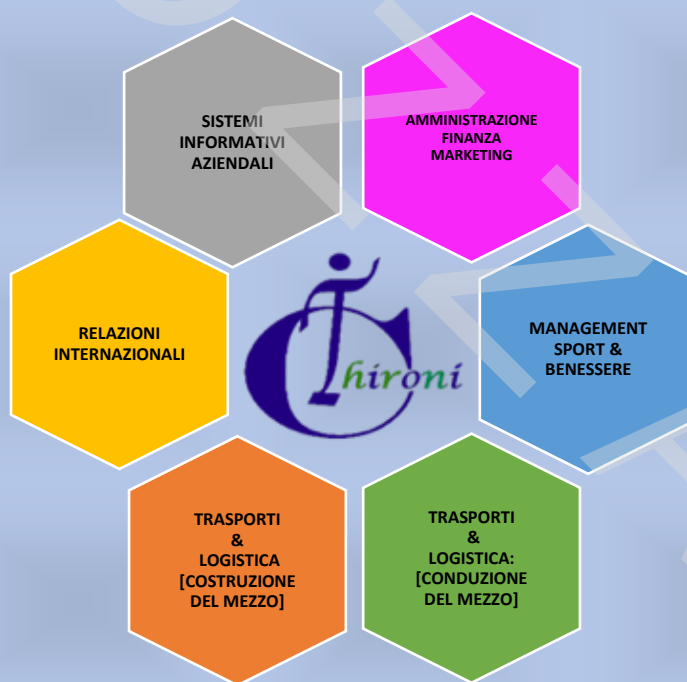 SISTEMI
INFORMATIVI
AZIENDALI
AMMINISTRAZIONE
FINANZA
MARKETING
RELAZIONI
INTERNAZIONALI
Chironi
MANAGEMENT
SPORT &
BENESSERE
TRASPORTI
&
LOGISTICA
[COSTRUZIONE
DEL MEZZO]
TRASPORTI
&
LOGISTICA:
[CONDUZIONE
DEL MEZZO]